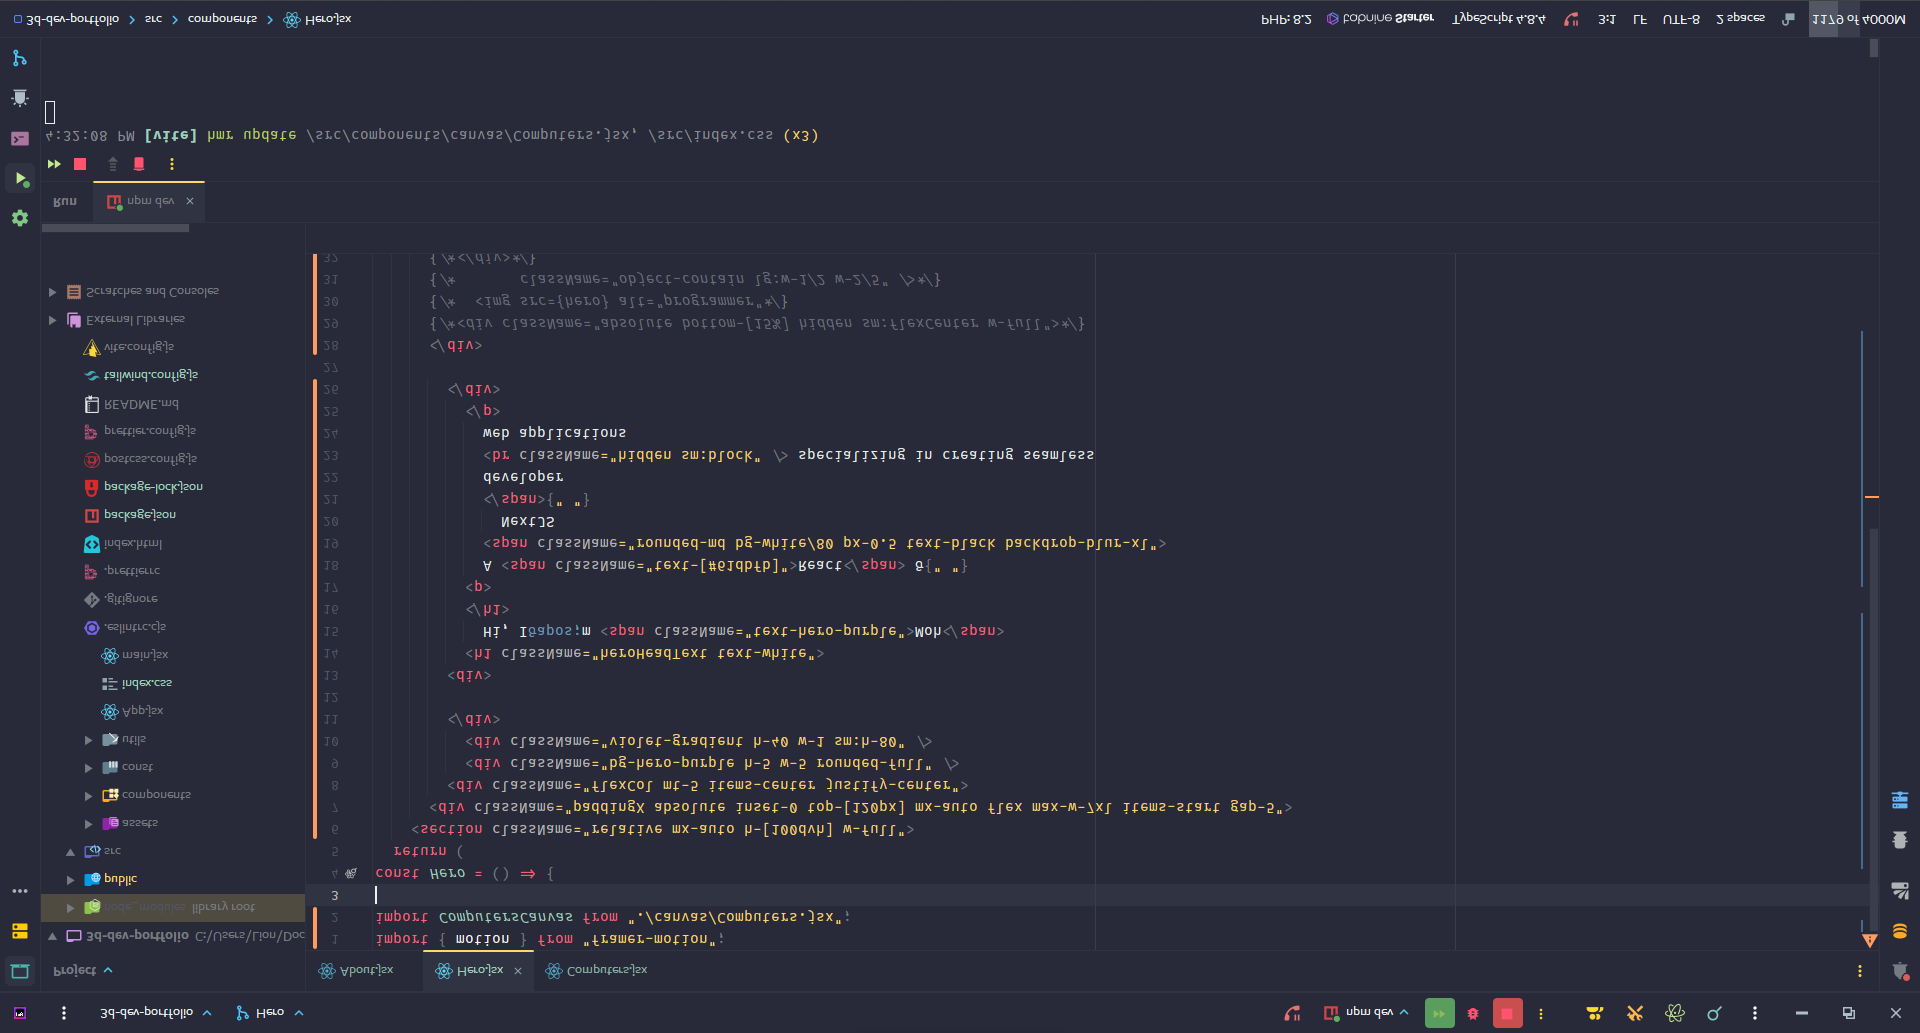 3d-dev-portfolio
Hero
npm dev
Project
About.jsx
Hero.jsx
Computers.jsx
3d-dev-portfolio C:\Users\Lion\Doc
node_modules library root
public
src
assets
components
const
utils
App.jsx
index.css
main.jsx
.eslintrc.cjs
.gitignore
.prettierrc
index.html
package.json
package-lock.json
postcss.config.js
prettier.config.js
README.md
tailwind.config.js
vite.config.js
External Libraries
Scratches and Consoles
1 import { motion } from "framer-motion";
2 import ComputersCanvas from "./canvas/Computers.jsx";
3
4 const Hero = () => {
5 return (
6 <section className="relative mx-auto h-[100dvh] w-full">
7 <div className="paddingX absolute inset-0 top-[120px] mx-auto flex max-w-7xl items-start gap-5">
8 <div className="flexCol mt-5 items-center justify-center">
9 <div className="bg-hero-purple h-5 w-5 rounded-full" />
10 <div className="violet-gradient h-40 w-1 sm:h-80" />
11 </div>
12
13 <div>
14 <h1 className="heroHeadText text-white">
15 Hi, I&apos;m <span className="text-hero-purple">Moh</span>
16 </h1>
17 <p>
18 A <span className="text-[#61dbfb]">React</span> &{" "}
19 <span className="rounded-md bg-white/80 px-0.5 text-black backdrop-blur-xl">
20 NextJS
21 </span>{" "}
22 developer
23 <br className="hidden sm:block" /> specializing in creating seamless
24 web applications
25 </p>
26 </div>
27
28 </div>
29 {/*<div className="absolute bottom-[15%] hidden sm:flexCenter w-full">*/}
30 {/* <img src={hero} alt="programmer"*/}
31 {/* className="object-contain lg:w-1/2 w-2/5" />*/}
32 {/*</div>*/}
Run
npm dev
4:32:08 PM [vite] hmr update /src/components/canvas/Computers.jsx, /src/index.css (x3)
3d-dev-portfolio > src > components > Hero.jsx
PHP: 8.2
tabnine Starter
TypeScript 4.8.4
3:1
LF
UTF-8
2 spaces
1179 of 4000M